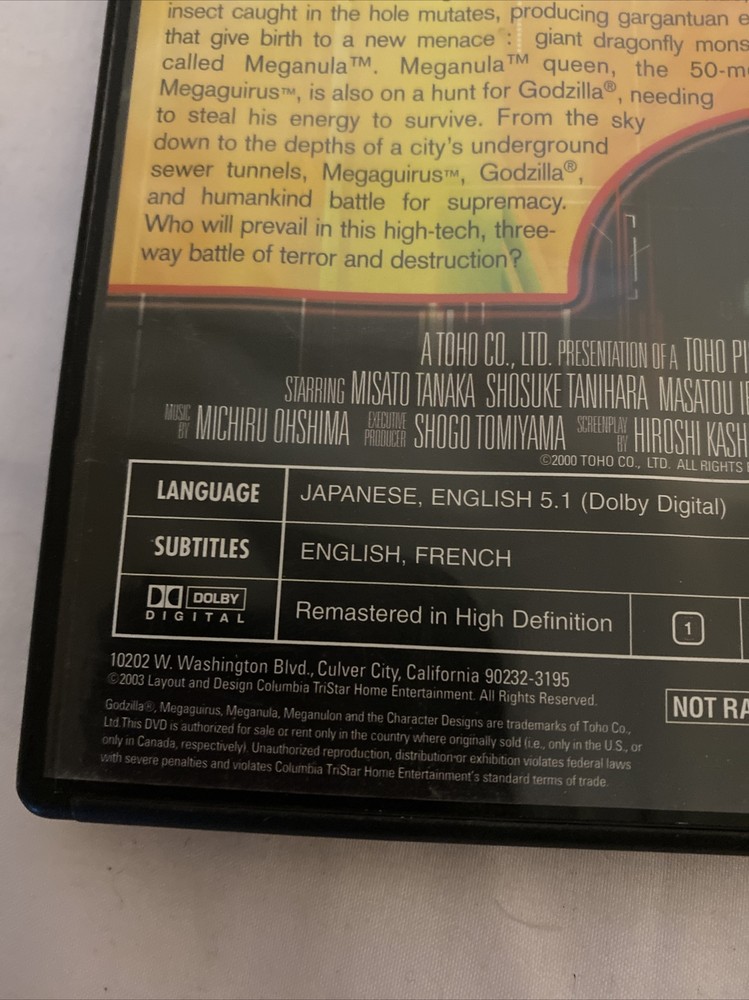 insect caught in the hole mutates, producing gargantuan e
that give birth to a new menace : giant dragonfly mons
called Meganula™. Meganula™ queen, the 50-m
Megaguirus™, is also on a hunt for Godzilla®, needing
to steal his energy to survive. From the sky
down to the depths of a city's underground
sewer tunnels, Megaguirus™, Godzilla®,
and humankind battle for supremacy.
Who will prevail in this high-tech, three-
way battle of terror and destruction?
A TOHO CO., LTD. PRESENTATION OF A TOHO PI
STARRING MISATO TANAKA SHOSUKE TANIHARA MASATOU I
MUSIC BY MICHIRU OHSHIMA EXECUTIVE PRODUCER SHOGO TOMIYAMA SCREENPLAY BY HIROSHI KASH
©2000 TOHO CO., LTD. ALL RIGHTS
LANGUAGE JAPANESE, ENGLISH 5.1 (Dolby Digital)
SUBTITLES ENGLISH, FRENCH
DOLBY DIGITAL Remastered in High Definition 1
10202 W. Washington Blvd., Culver City, California 90232-3195
©2003 Layout and Design Columbia TriStar Home Entertainment. All Rights Reserved.
NOT RA
Godzilla®, Megaguirus, Meganula, Meganulon and the Character Designs are trademarks of Toho Co.,
Ltd.This DVD is authorized for sale or rent only in the country where originally sold (i.e., only in the U.S., or
only in Canada, respectively). Unauthorized reproduction, distribution or exhibition violates federal laws
with severe penalties and violates Columbia TriStar Home Entertainment's standard terms of trade.